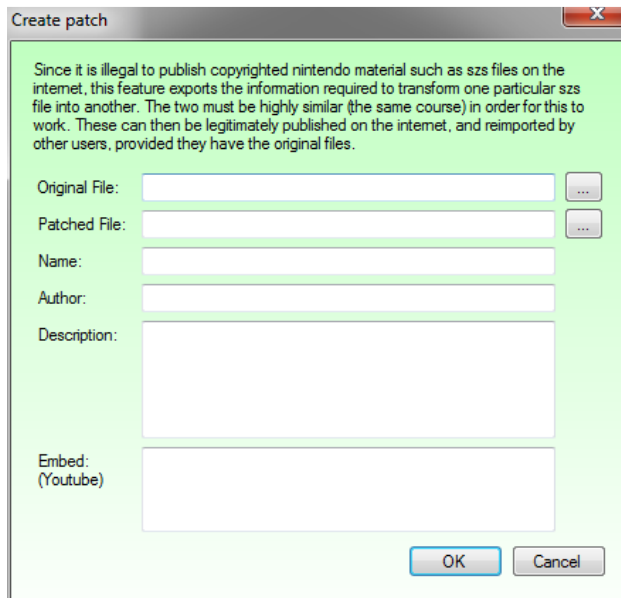 Create patch
Since it is illegal to publish copyrighted nintendo material such as szs files on the
internet, this feature exports the information required to transform one particular szs
file into another. The two must be highly similar (the same course) in order for this to
work. These can then be legitimately published on the internet, and reimported by
other users, provided they have the original files.
Original File:
...
Patched File:
...
Name:
Author:
Description:
Embed:
(Youtube)
OK
Cancel